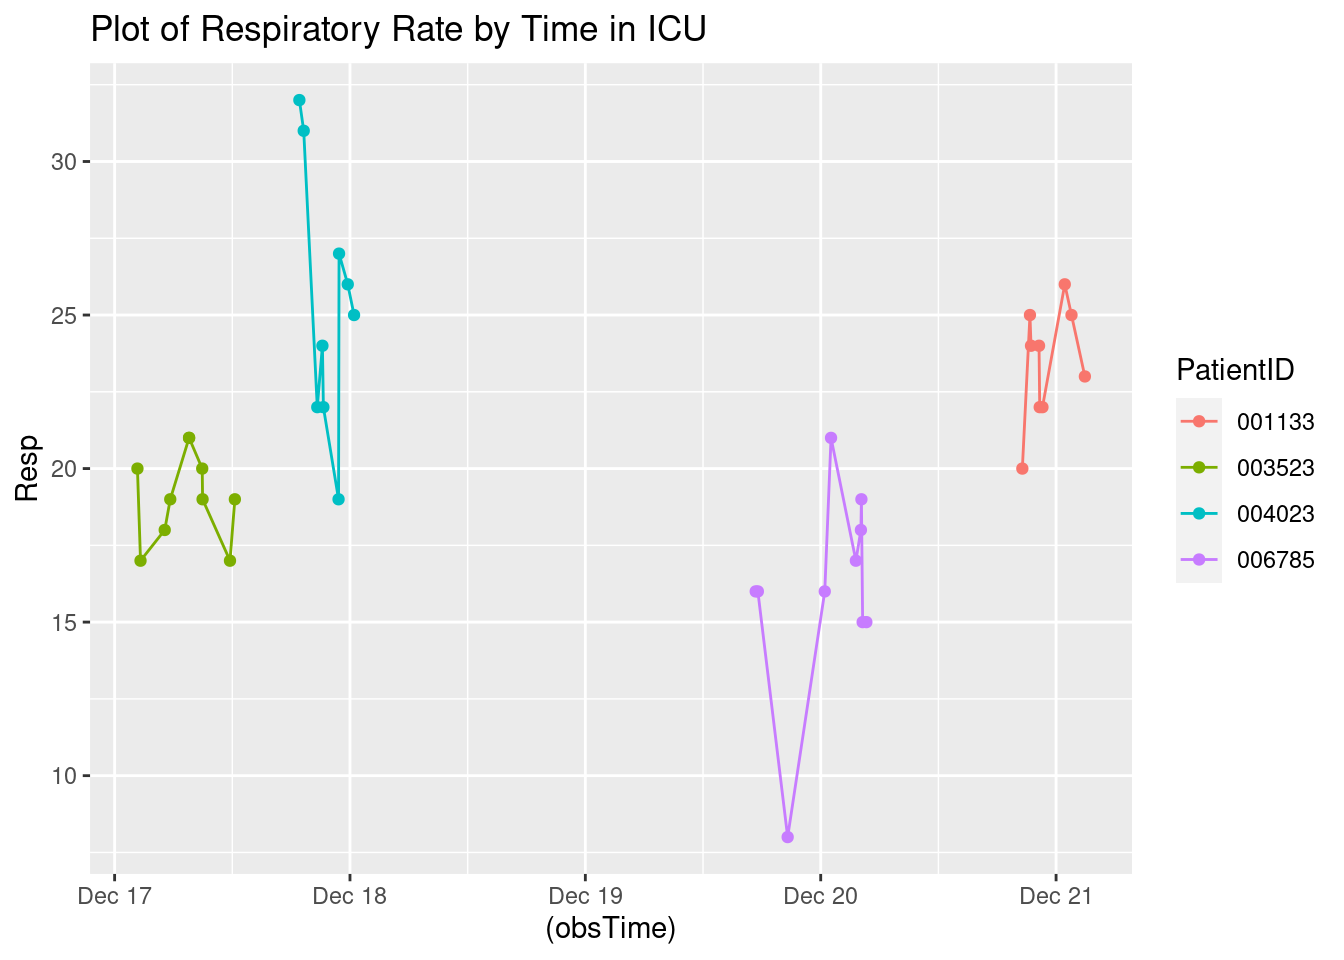 Plot of Respiratory Rate by Time in ICU
Resp
30
25
20
15
10
Dec 17
Dec 18
Dec 19
Dec 20
Dec 21
(obsTime)
PatientID
001133
003523
004023
006785